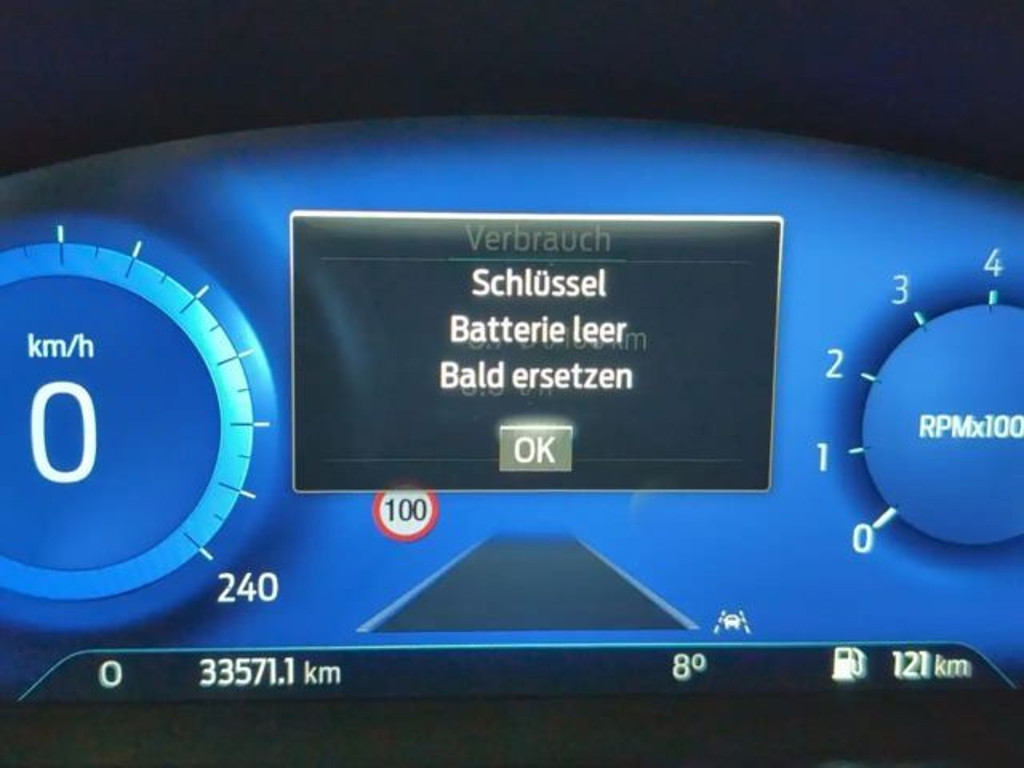 Verbrauch
Schlüssel
Batterie leer
Bald ersetzen
OK
km/h
0
240
100
4
3
2
1
0
RPMx100
0
33571.1 km
8º
121 km